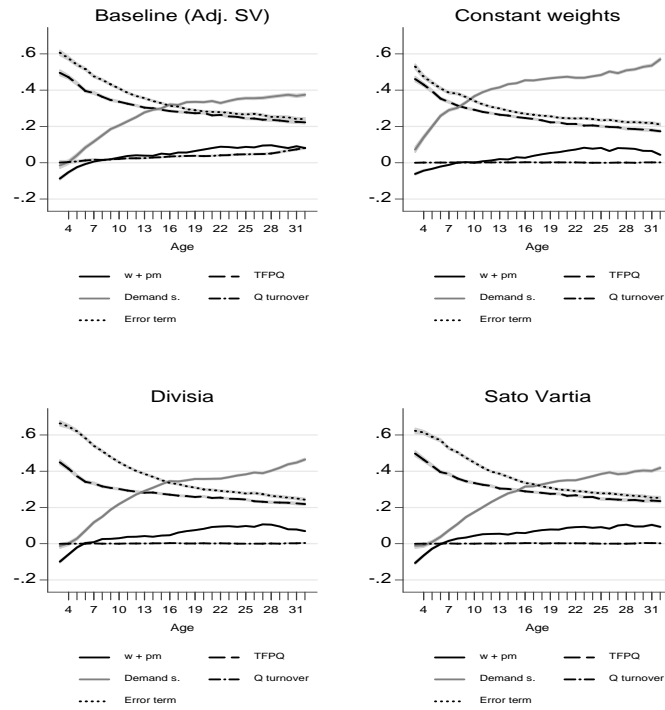 Baseline (Adj. SV)
.6
.4
.2
0
-.2
4 7 10 13 16 19 22 25 28 31
Age
w + pm TFPQ
Demand s. Q turnover
Error term
Constant weights
.6
.4
.2
0
-.2
4 7 10 13 16 19 22 25 28 31
Age
w + pm TFPQ
Demand s. Q turnover
Error term
Divisia
.6
.4
.2
0
-.2
4 7 10 13 16 19 22 25 28 31
Age
w + pm TFPQ
Demand s. Q turnover
Error term
Sato Vartia
.6
.4
.2
0
-.2
4 7 10 13 16 19 22 25 28 31
Age
w + pm TFPQ
Demand s. Q turnover
Error term